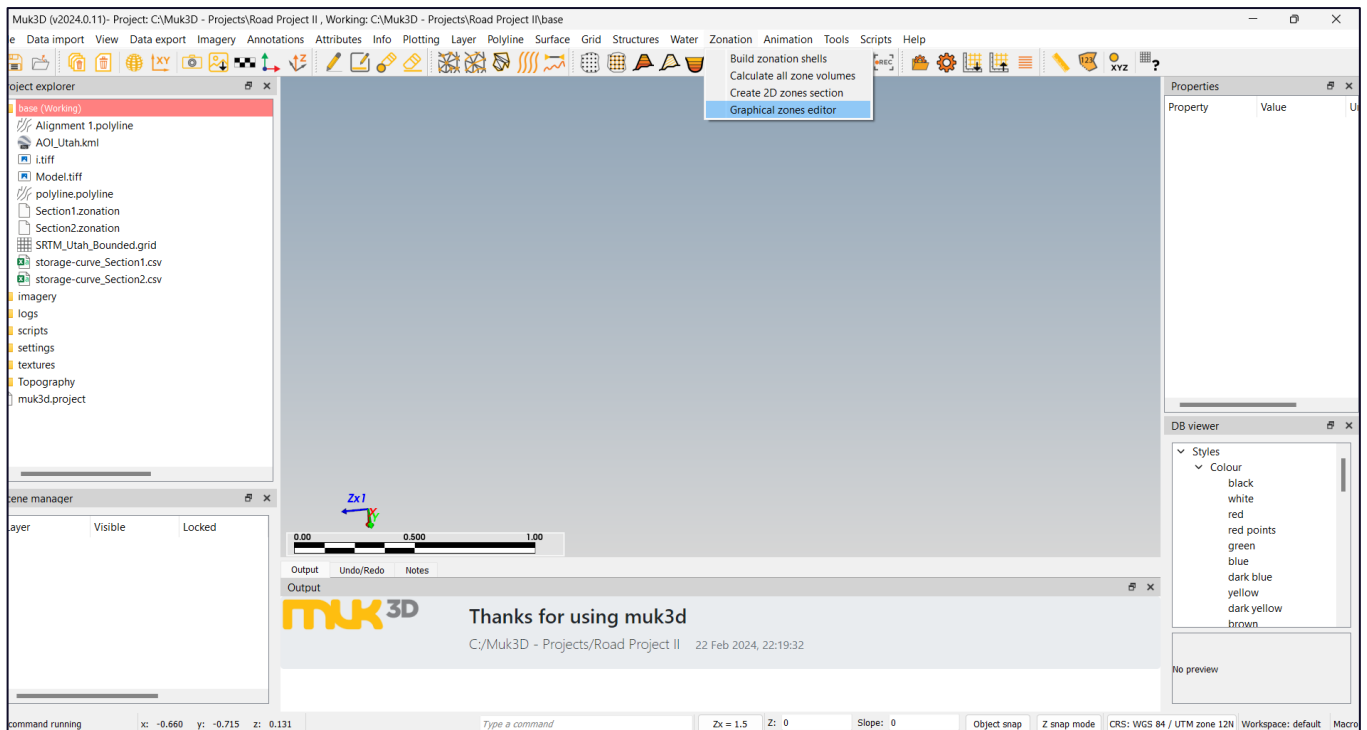 Muk3D (v2024.0.11)- Project: C:\Muk3D - Projects\Road Project II , Working: C:\Muk3D - Projects\Road Project II\base
e Data import View Data export Imagery Annotations Attributes Info Plotting Layer Polyline Surface Grid Structures Water Zonation Animation Tools Scripts Help
XY Z REC 123 XYZ ?
Build zonation shells
Calculate all zone volumes
Create 2D zones section
Graphical zones editor
roject explorer
base (Working)
Alignment 1.polyline
AOI_Utah.kml
i.tiff
Model.tiff
polyline.polyline
Section1.zonation
Section2.zonation
SRTM_Utah_Bounded.grid
storage-curve_Section1.csv
storage-curve_Section2.csv
imagery
logs
scripts
settings
textures
Topography
muk3d.project
cene manager
ayer Visible Locked
Zx1
X
Y
0.00 0.500 1.00
Output Undo/Redo Notes
Output
muk3D
Thanks for using muk3d
C:/Muk3D - Projects/Road Project II 22 Feb 2024, 22:19:32
Properties
Property Value Un
DB viewer
Styles
Colour
black
white
red
red points
green
blue
dark blue
yellow
dark yellow
brown
No preview
command running x: -0.660 y: -0.715 z: 0.131 Type a command Zx = 1.5 Z: 0 Slope: 0 Object snap Z snap mode CRS: WGS 84 / UTM zone 12N Workspace: default Macro